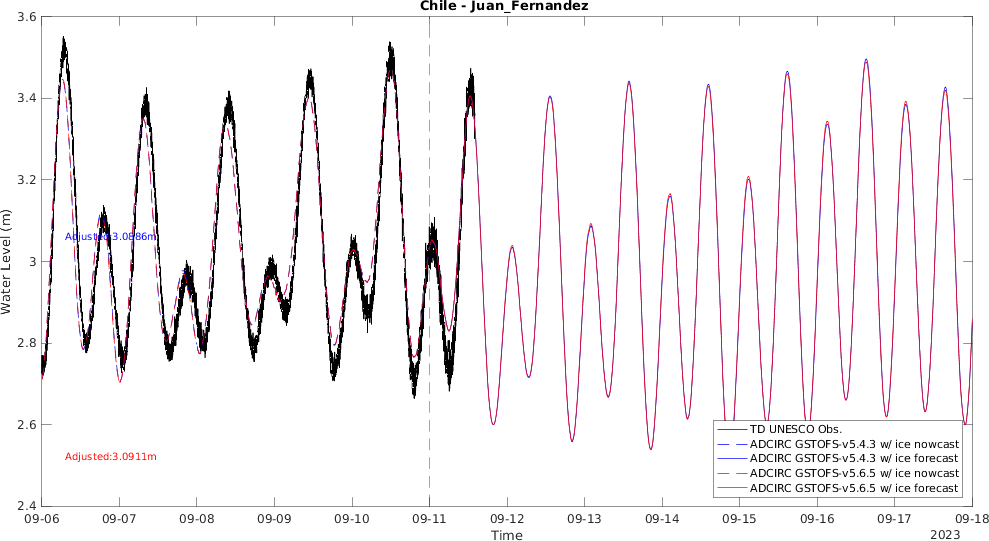 Chile - Juan_Fernandez
Water Level (m)
3.6
3.4
3.2
3
2.8
2.6
2.4
Adjusted:3.0886m
Adjusted:3.0911m
TD UNESCO Obs.
ADCIRC GSTOFS-v5.4.3 w/ ice nowcast
ADCIRC GSTOFS-v5.4.3 w/ ice forecast
ADCIRC GSTOFS-v5.6.5 w/ ice nowcast
ADCIRC GSTOFS-v5.6.5 w/ ice forecast
09-06 09-07 09-08 09-09 09-10 09-11 09-12 09-13 09-14 09-15 09-16 09-17 09-18
Time
2023